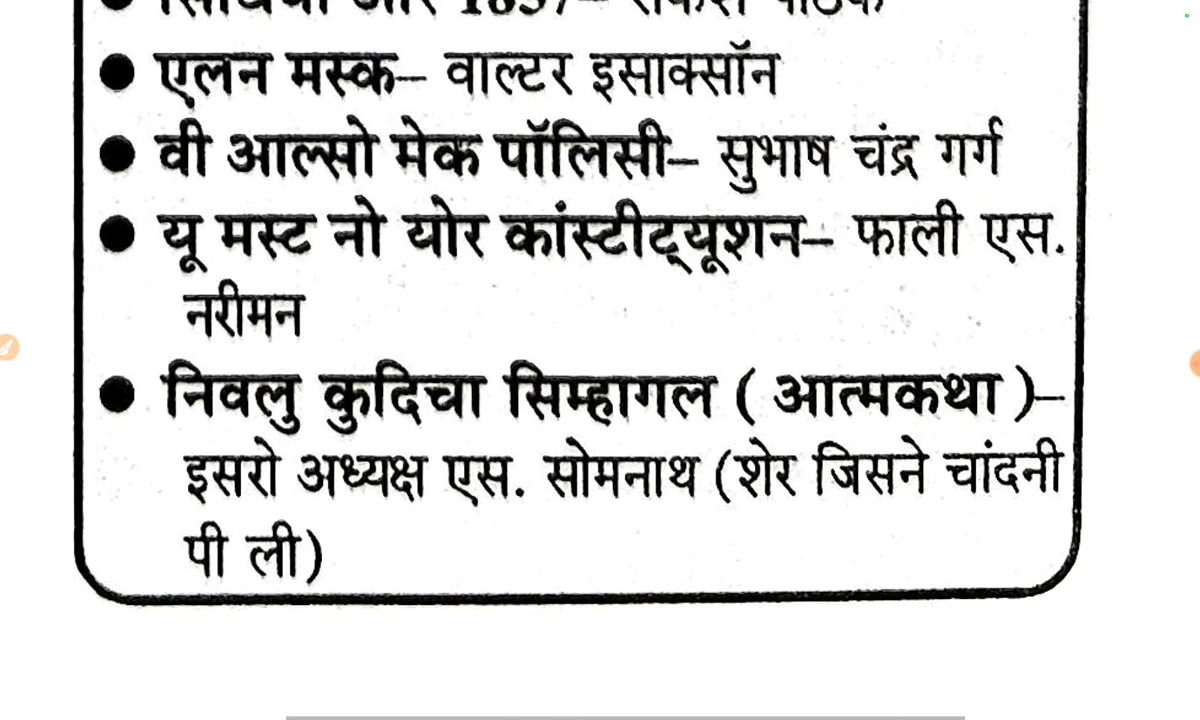 ● एलन मस्क– वाल्टर इसाक्सॉन
● वी आल्सो मेक पॉलिसी– सुभाष चंद्र गर्ग
● यू मस्ट नो योर कांस्टीट्यूशन– फाली एस.
नरीमन
● निवलु कुदिचा सिम्हागल ( आत्मकथा )–
इसरो अध्यक्ष एस. सोमनाथ (शेर जिसने चांदनी
पी ली)